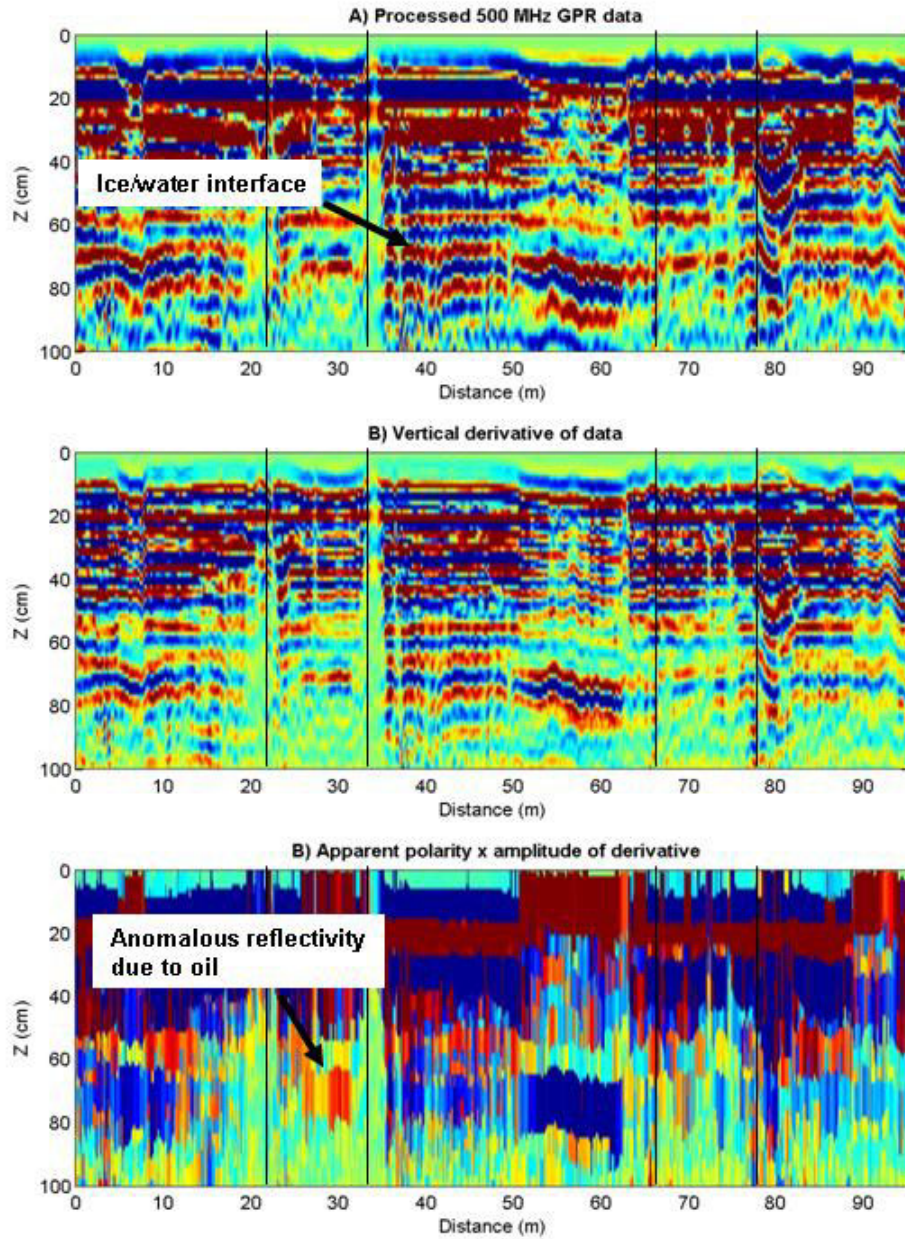 A) Processed 500 MHz GPR data
0
20
40
60
80
100
Z (cm)
Ice/water interface
0 10 20 30 40 50 60 70 80 90
Distance (m)
B) Vertical derivative of data
0
20
40
60
80
100
Z (cm)
0 10 20 30 40 50 60 70 80 90
Distance (m)
B) Apparent polarity x amplitude of derivative
0
20
40
60
80
100
Z (cm)
Anomalous reflectivity
due to oil
0 10 20 30 40 50 60 70 80 90
Distance (m)